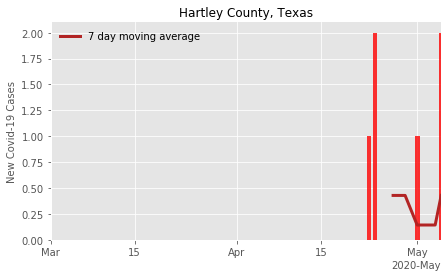 Hartley County, Texas
7 day moving average
New Covid-19 Cases
2.00
1.75
1.50
1.25
1.00
0.75
0.50
0.25
0.00
Mar
15
Apr
15
May
2020-May